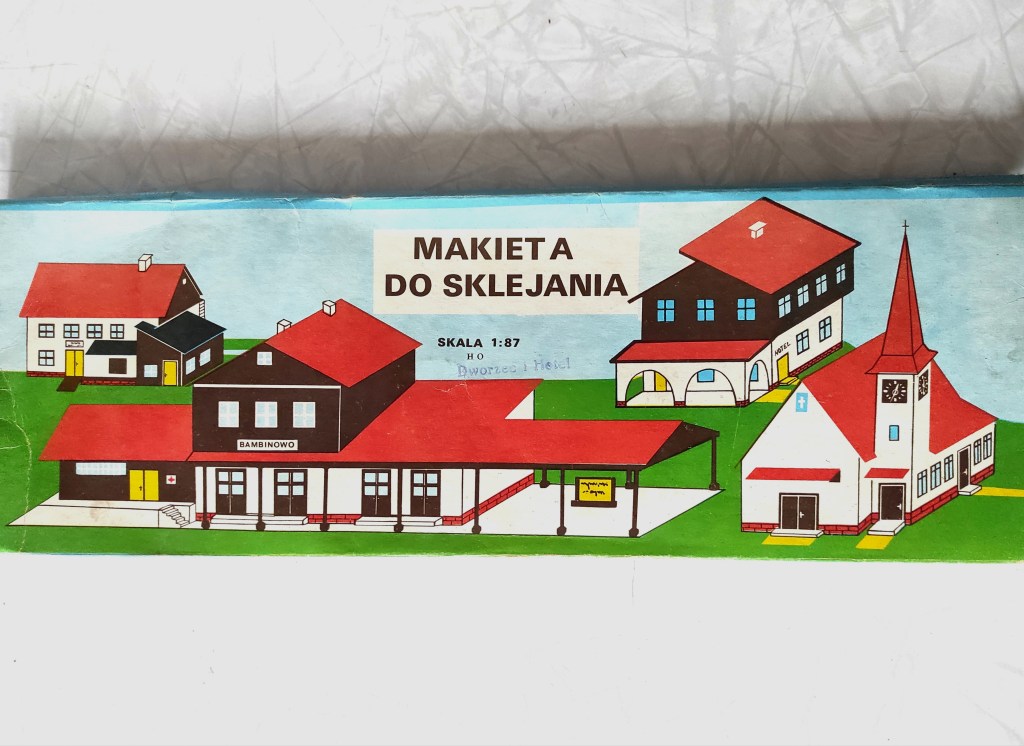 MAKIETA
DO SKLEJANIA
SKALA 1:87
HO
Dworzec i Hotel
HOTEL
BAMBINOWO